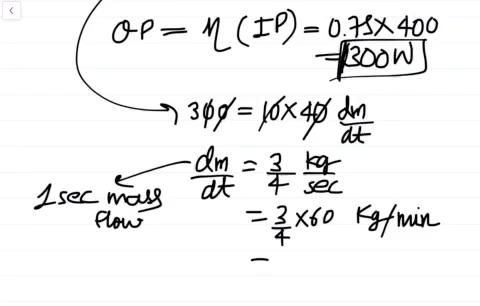 OP = η (IP) = 0.75 X 400
= 300W
300 = 10 X 40 dm/dt
dm/dt = 3/4 kg/sec
1 sec mass flow
= 3/4 X 60 Kg/min
=